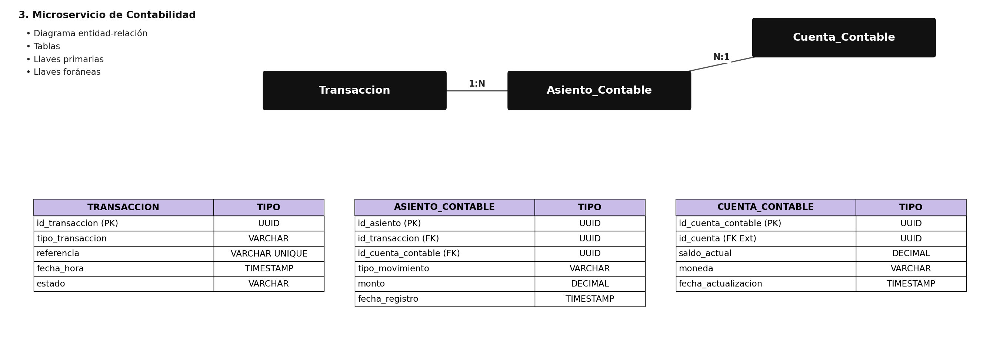 3. Microservicio de Contabilidad
• Diagrama entidad-relación
• Tablas
• Llaves primarias
• Llaves foráneas
Cuenta_Contable
N:1
Transaccion
1:N
Asiento_Contable
TRANSACCION TIPO
id_transaccion (PK) UUID
tipo_transaccion VARCHAR
referencia VARCHAR UNIQUE
fecha_hora TIMESTAMP
estado VARCHAR
ASIENTO_CONTABLE TIPO
id_asiento (PK) UUID
id_transaccion (FK) UUID
id_cuenta_contable (FK) UUID
tipo_movimiento VARCHAR
monto DECIMAL
fecha_registro TIMESTAMP
CUENTA_CONTABLE TIPO
id_cuenta_contable (PK) UUID
id_cuenta (FK Ext) UUID
saldo_actual DECIMAL
moneda VARCHAR
fecha_actualizacion TIMESTAMP